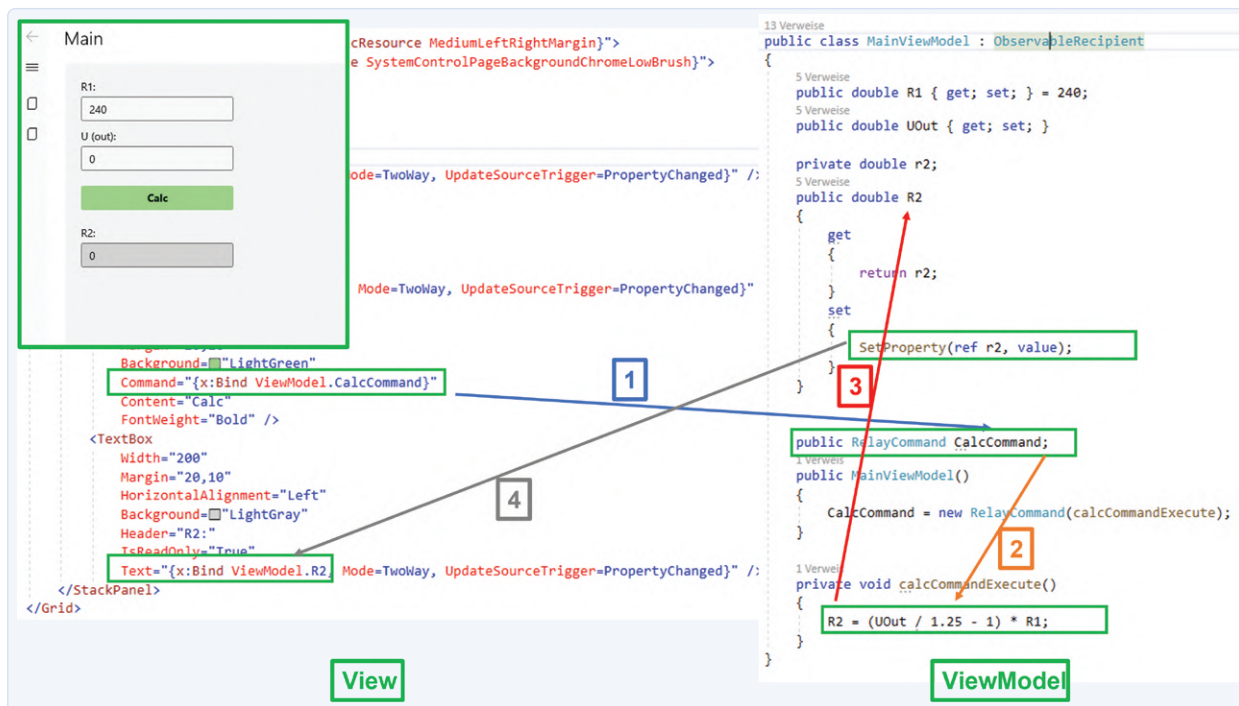 Main
R1:
240
U (out):
0
Calc
R2:
0
cResource MediumLeftRightMargin}">
e SystemControlPageBackgroundChromeLowBrush}">
ode=TwoWay, UpdateSourceTrigger=PropertyChanged}" />
Mode=TwoWay, UpdateSourceTrigger=PropertyChanged}"
Background="LightGreen"
Command="{x:Bind ViewModel.CalcCommand}"
Content="Calc"
FontWeight="Bold" />
<TextBox
Width="200"
Margin="20,10"
HorizontalAlignment="Left"
Background="LightGray"
Header="R2:"
IsReadOnly="True"
Text="{x:Bind ViewModel.R2, Mode=TwoWay, UpdateSourceTrigger=PropertyChanged}" />
</StackPanel>
</Grid>
View
1
4
13 Verweise
public class MainViewModel : ObservableRecipient
{
5 Verweise
public double R1 { get; set; } = 240;
5 Verweise
public double UOut { get; set; }
private double r2;
5 Verweise
public double R2
{
get
{
return r2;
}
set
{
SetProperty(ref r2, value);
}
}
3
public RelayCommand CalcCommand;
1 Verweis
public MainViewModel()
{
CalcCommand = new RelayCommand(calcCommandExecute);
}
2
1 Verweis
private void calcCommandExecute()
{
R2 = (UOut / 1.25 - 1) * R1;
}
}
ViewModel